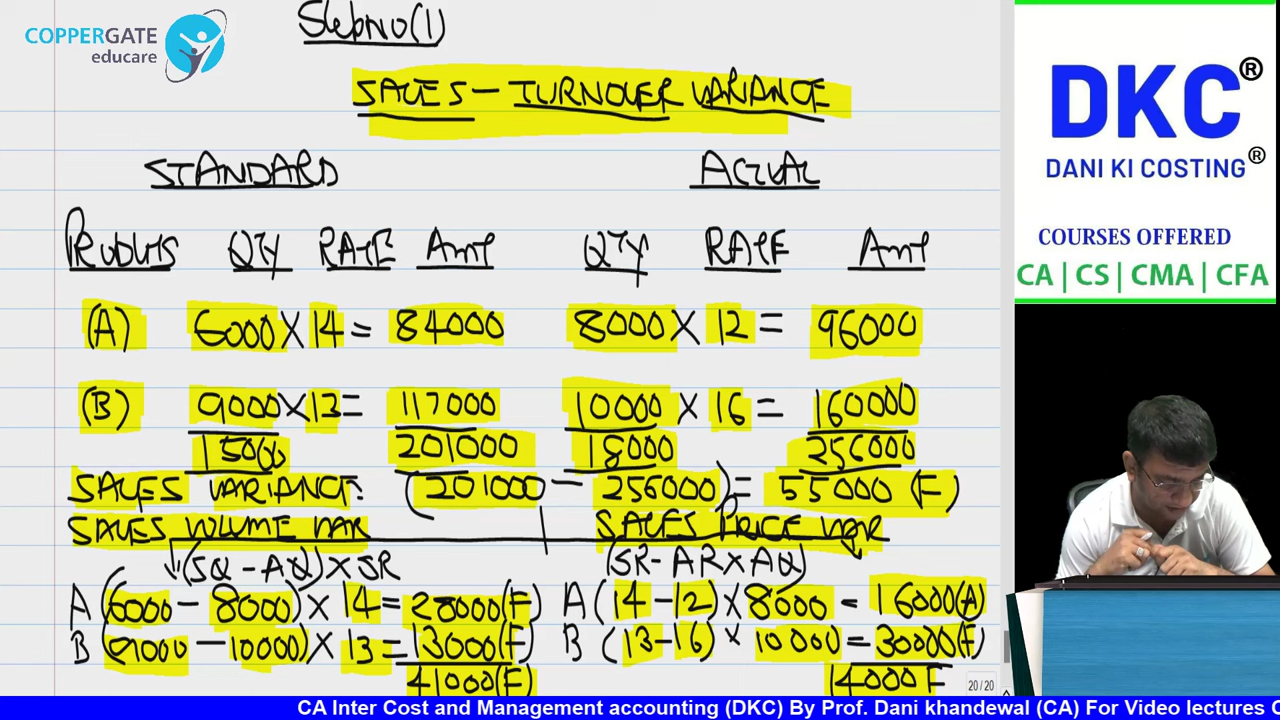 COPPERGATE
educare
StepNo(1)
SALES - TURNOVER VARIANCE
STANDARD ACTUAL
QTY RATE Amt QTY RATE Amt
(A) 6000 X 14 = 84000 8000 X 12 = 96000
(B) 9000 X 13 = 117000 10000 X 16 = 160000
15000 201000 18000 256000
SALES VARIANCE: (201000 - 256000) = 55000 (F)
SALES VOLUME VAR SALES PRICE VAR
(SQ - AQ) X SR (SR - AR X AQ)
A (6000 - 8000) X 14 = 28000(F) A (14 - 12) X 8000 = 16000(A)
B (9000 - 10000) X 13 = 13000(F) B (13 - 16) X 10000 = 30000(F)
41000(F) 14000 F
20 / 20
DKC®
DANI KI COSTING®
COURSES OFFERED
CA | CS | CMA | CFA
CA Inter Cost and Management accounting (DKC) By Prof. Dani khandewal (CA) For Video lectures C